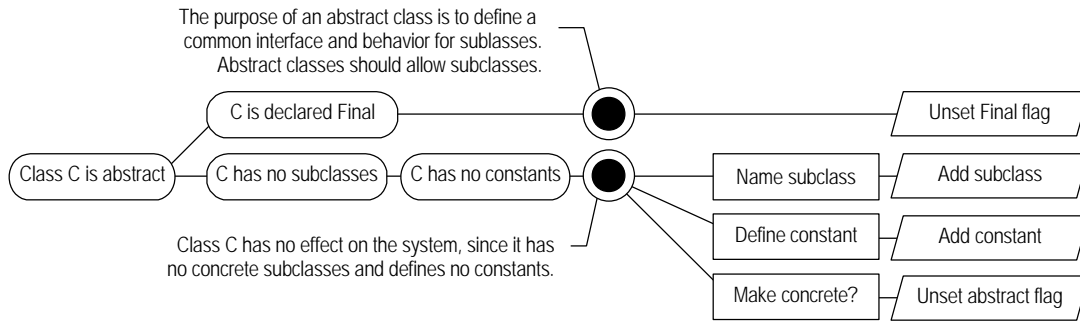 The purpose of an abstract class is to define a
common interface and behavior for sublasses.
Abstract classes should allow subclasses.
C is declared Final
Unset Final flag
Class C is abstract
C has no subclasses
C has no constants
Name subclass
Add subclass
Class C has no effect on the system, since it has
no concrete subclasses and defines no constants.
Define constant
Add constant
Make concrete?
Unset abstract flag